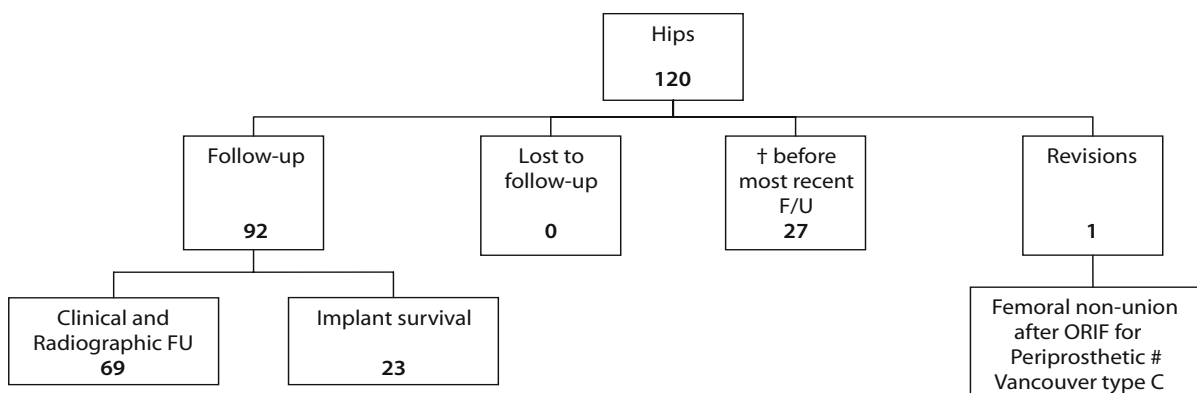 Hips
120
Follow-up
92
Lost to
follow-up
0
† before
most recent
F/U
27
Revisions
1
Clinical and
Radiographic FU
69
Implant survival
23
Femoral non-union
after ORIF for
Periprosthetic #
Vancouver type C